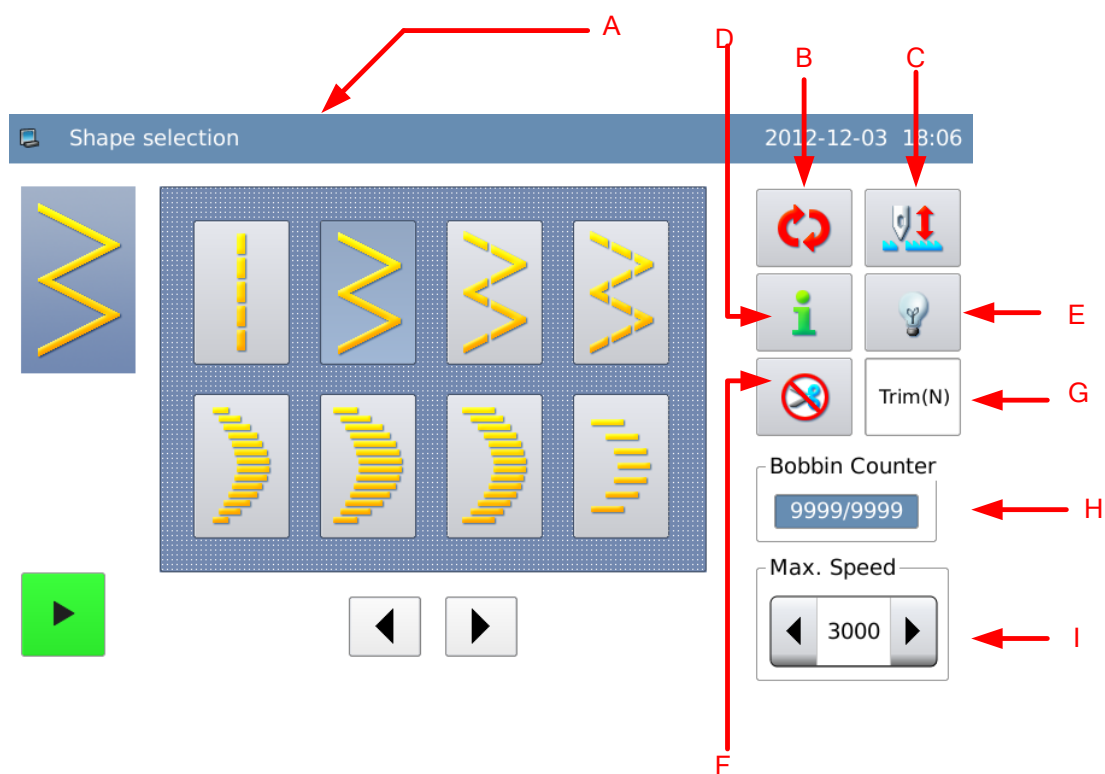 A
D
B
C
Shape selection 2012-12-03 18:06
E
Trim(N)
G
Bobbin Counter
9999/9999
H
Max. Speed
3000
I
F